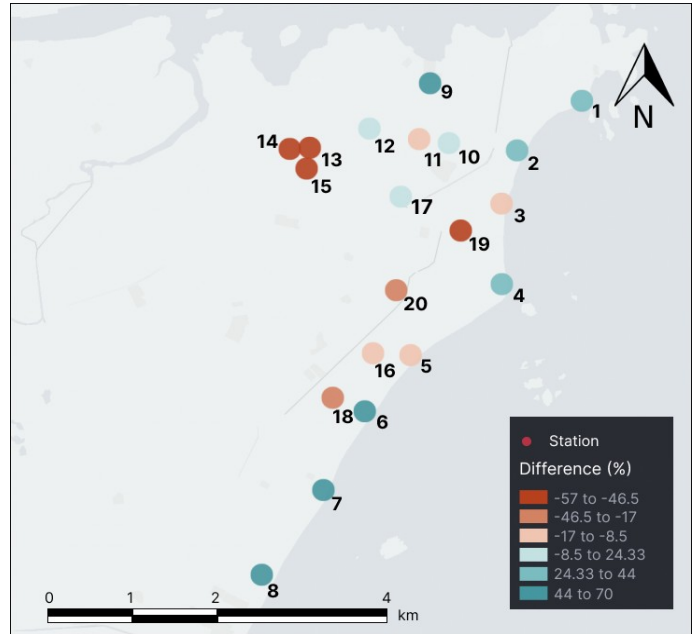 9
1
N
14
13
12
11
10
2
15
17
3
19
4
20
16
5
18
6
7
8
Station
Difference (%)
-57 to -46.5
-46.5 to -17
-17 to -8.5
-8.5 to 24.33
24.33 to 44
44 to 70
0 1 2 4
km